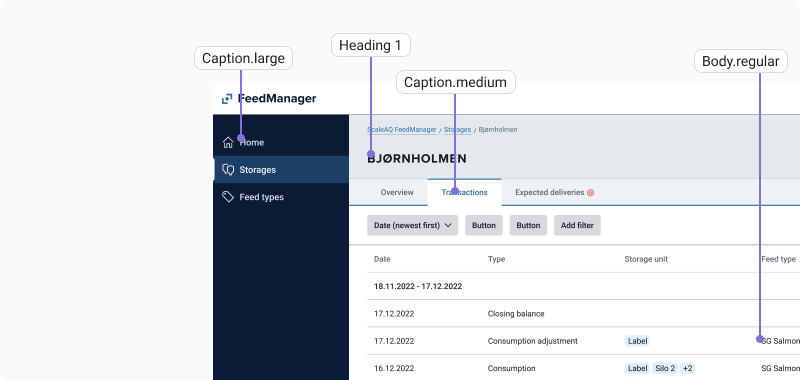 Heading 1
Caption.large
Body.regular
Caption.medium
FeedManager
ScaleAQ FeedManager / Storages / Bjørnholmen
Home
BJØRNHOLMEN
Storages
Overview Transactions Expected deliveries
Feed types
Date (newest first) Button Button Add filter
Date Type Storage unit Feed type
18.11.2022 - 17.12.2022
17.12.2022 Closing balance
17.12.2022 Consumption adjustment Label SG Salmon
16.12.2022 Consumption Label Silo 2 +2 SG Salmon